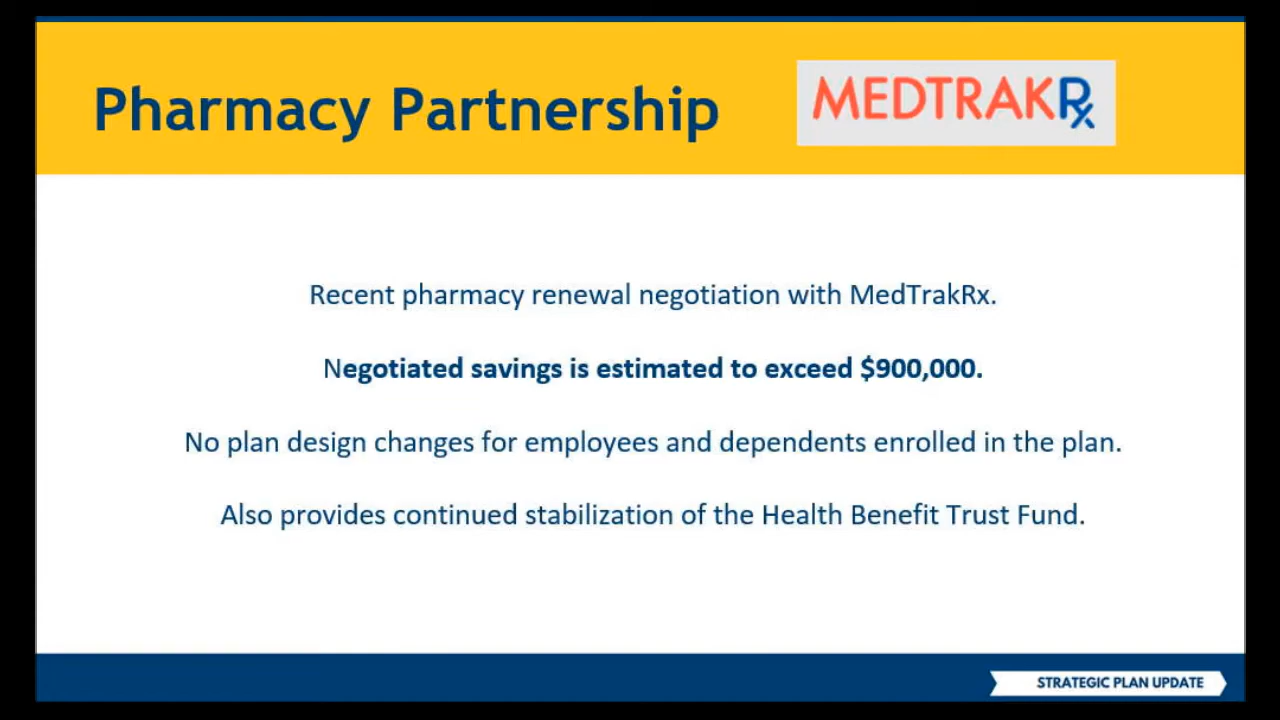 Pharmacy Partnership
MEDTRAKRx
Recent pharmacy renewal negotiation with MedTrakRx.
Negotiated savings is estimated to exceed $900,000.
No plan design changes for employees and dependents enrolled in the plan.
Also provides continued stabilization of the Health Benefit Trust Fund.
STRATEGIC PLAN UPDATE